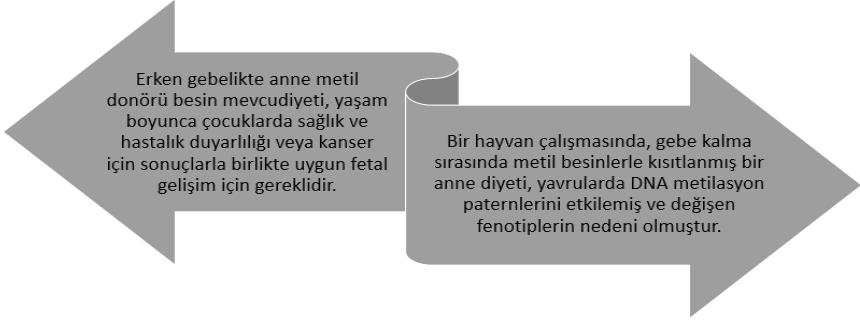 Erken gebelikte anne metil
donörü besin mevcudiyeti, yaşam
boyunca çocuklarda sağlık ve
hastalık duyarlılığı veya kanser
için sonuçlarla birlikte uygun fetal
gelişim için gereklidir.
Bir hayvan çalışmasında, gebe kalma
sırasında metil besinlerle kısıtlanmış bir
anne diyeti, yavrularda DNA metilasyon
paternlerini etkilemiş ve değişen
fenotiplerin nedeni olmuştur.